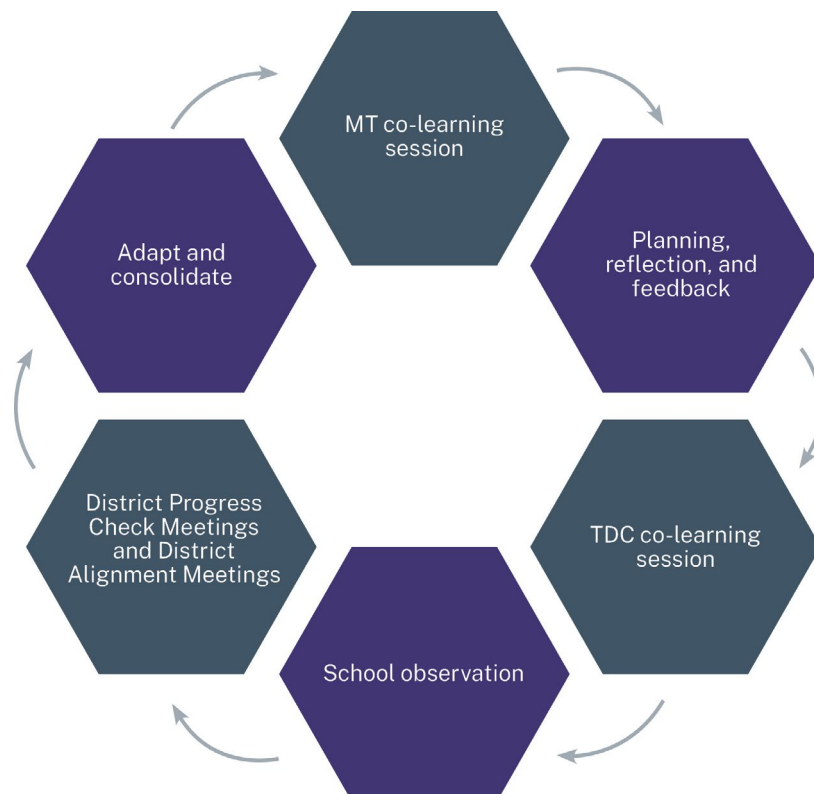 MT co-learning
session
Planning,
reflection, and
feedback
TDC co-learning
session
School observation
District Progress
Check Meetings
and District
Alignment Meetings
Adapt and
consolidate